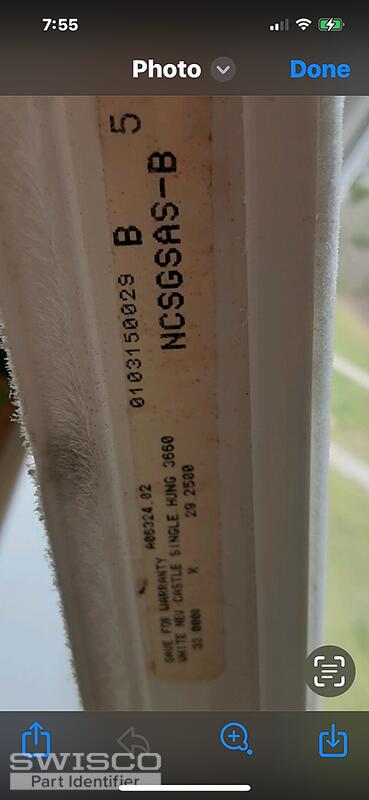 7:55
Photo
Done
5
B
NCSGSAS-B
0103150029
A06324.02
SAVE FOR WARRANTY
WHITE NEW CASTLE SINGLE HUNG 3660
X 29.2500
SWISCO
Part Identifier